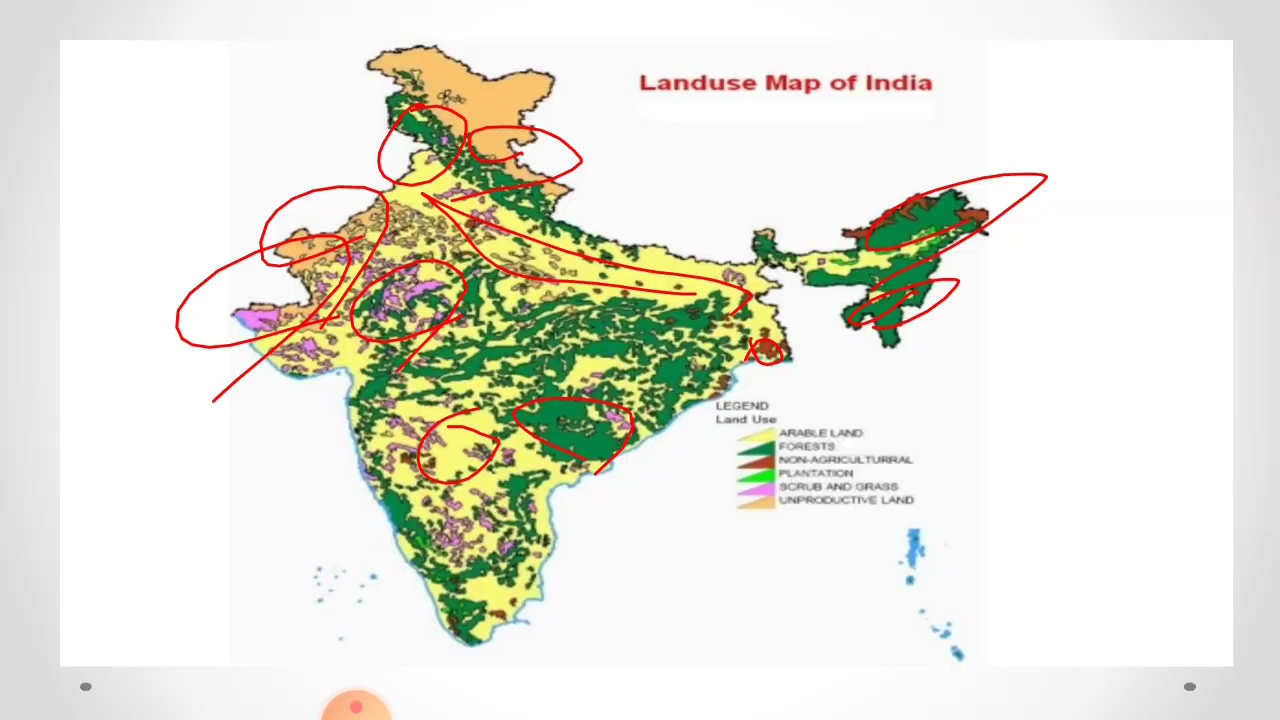 Landuse Map of India
LEGEND
Land Use
ARABLE LAND
FORESTS
NON-AGRICULTURRAL
PLANTATION
SCRUB AND GRASS
UNPRODUCTIVE LAND